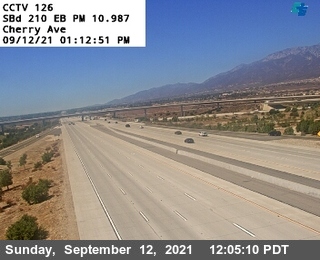 CCTV 126
SBd 210 EB PM 10.987
Cherry Ave
09/12/21 01:12:51 PM
Sunday, September 12, 2021 12:05:10 PDT